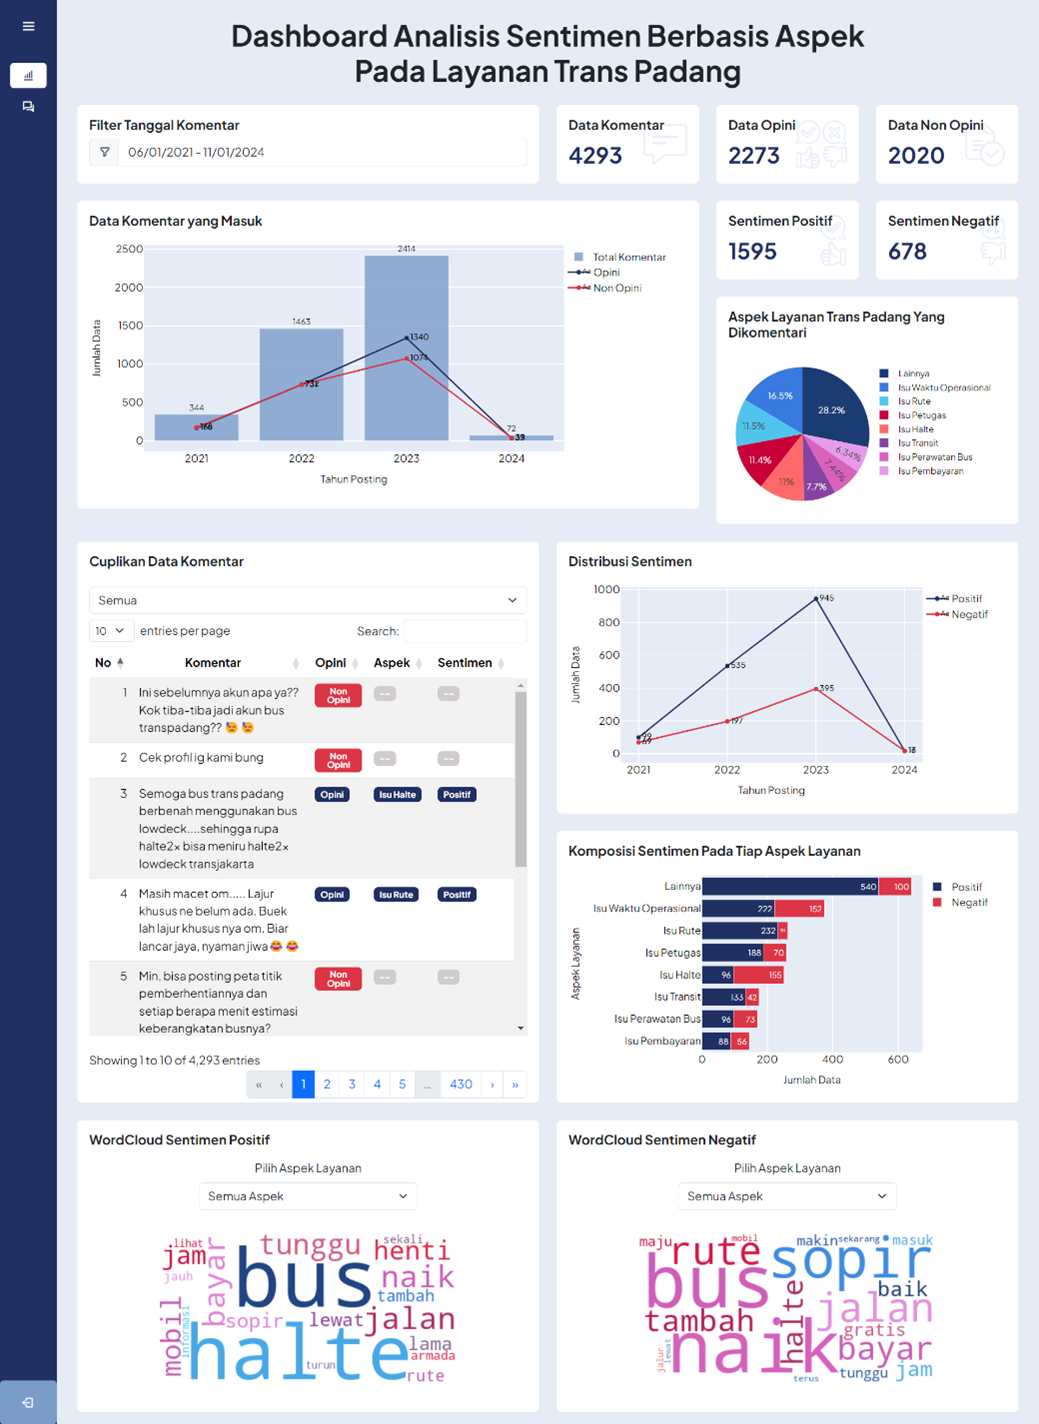 Dashboard Analisis Sentimen Berbasis Aspek
Pada Layanan Trans Padang
Filter Tanggal Komentar
06/01/2021 - 11/01/2024
Data Komentar
4293
Data Opini
2273
Data Non Opini
2020
Data Komentar yang Masuk
2500
2000
1500
1000
500
0
Jumlah Data
344
1463
2414
72
1340
1074
2021
2022
2023
2024
Tahun Posting
Total Komentar
Opini
Non Opini
Sentimen Positif
1595
Sentimen Negatif
678
Aspek Layanan Trans Padang Yang
Dikomentari
28.2%
16.5%
11.5%
11.4%
11%
7.7%
7.44%
6.34%
Lainnya
Isu Waktu Operasional
Isu Rute
Isu Petugas
Isu Halte
Isu Transit
Isu Perawatan Bus
Isu Pembayaran
Cuplikan Data Komentar
Semua
10 entries per page
Search:
No Komentar Opini Aspek Sentimen
1 Ini sebelumnya akun apa ya?? Non Opini -- --
Kok tiba-tiba jadi akun bus
transpadang?? 😓 😓
2 Cek profil ig kami bung Non Opini -- --
3 Semoga bus trans padang Opini Isu Halte Positif
berbenah menggunakan bus
lowdeck....sehingga rupa
halte2x bisa meniru halte2x
lowdeck transjakarta
4 Masih macet om..... Lajur Opini Isu Rute Positif
khusus ne belum ada. Buek
lah lajur khusus nya om. Biar
lancar jaya, nyaman jiwa 😂 😂
5 Min, bisa posting peta titik Non Opini -- --
pemberhentiannya dan
setiap berapa menit estimasi
keberangkatan busnya?
Showing 1 to 10 of 4,293 entries
« ‹ 1 2 3 4 5 ... 430 › »
Distribusi Sentimen
1000
800
600
400
200
0
Jumlah Data
535
945
197
395
2021
2022
2023
2024
Tahun Posting
Positif
Negatif
Komposisi Sentimen Pada Tiap Aspek Layanan
Aspek Layanan
Lainnya 540 100
Isu Waktu Operasional 222 152
Isu Rute 232
Isu Petugas 188 70
Isu Halte 96 155
Isu Transit 133 42
Isu Perawatan Bus 96 73
Isu Pembayaran 88 56
0 200 400 600
Jumlah Data
Positif
Negatif
WordCloud Sentimen Positif
Pilih Aspek Layanan
Semua Aspek
lihat
jam
jauh
bayar
tunggu
sekali
henti
bus
naik
tambah
mobil
informasi
sopir
lewat
jalan
halte
lama
armada
turun
rute
WordCloud Sentimen Negatif
Pilih Aspek Layanan
Semua Aspek
maju
rute
mobil
makin
sekarang
masuk
sopir
bus
baik
tambah
halte
jalan
gratis
naik
bayar
jalur
lewat
terus
tunggu
jam